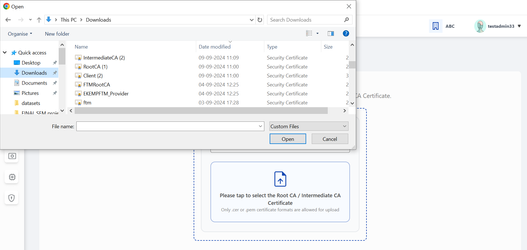 Open
This PC > Downloads
Search Downloads
ABC
testadmin33
Organise
New folder
Name
Date modified
Type
Size
Quick access
IntermediateCA (2)
09-09-2024 11:09
Security Certificate
2
Desktop
RootCA (1)
09-09-2024 11:00
Security Certificate
2
Downloads
Client (2)
09-09-2024 11:00
Security Certificate
2
Documents
FTMRootCA
04-09-2024 12:25
Security Certificate
2
Pictures
EKEMPFTM_Provider
04-09-2024 12:25
Security Certificate
2
datasets
ftm
03-09-2024 17:28
Security Certificate
2
FINAL SEM projec
File name:
Custom Files
Open
Cancel
CA Certificate.
Please tap to select the Root CA / Intermediate CA
Certificate
Only .cer or .pem certificate formats are allowed for upload